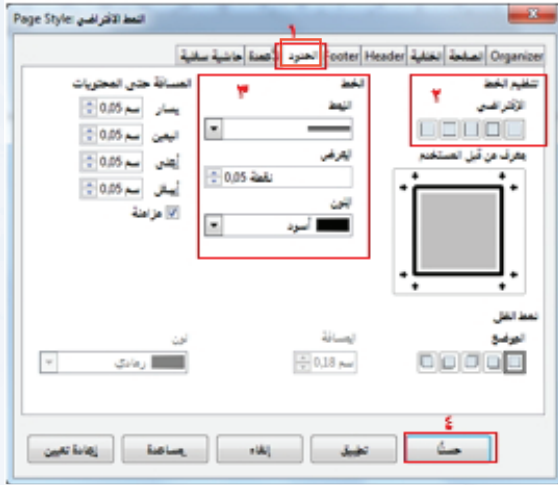 Page Style: النمط الافتراضي
١
Organizer الصفحة الخلفية Header Footer الحدود الأعمدة حاشية سفلية
تنظيم الخط
٢
الافتراضي
معرف من قبل المستخدم
الخط
٣
النمط
العرض
نقطة 0,05
اللون
أسود
المسافة حتى المحتويات
يسار سم 0,05
اليمين سم 0,05
أعلى سم 0,05
أسفل سم 0,05
مزامنة
نمط الظل
الموضع
المسافة
سم 0,18
لون
رمادي
٤
حسنًا
تطبيق
إلغاء
مساعدة
إعادة تعيين